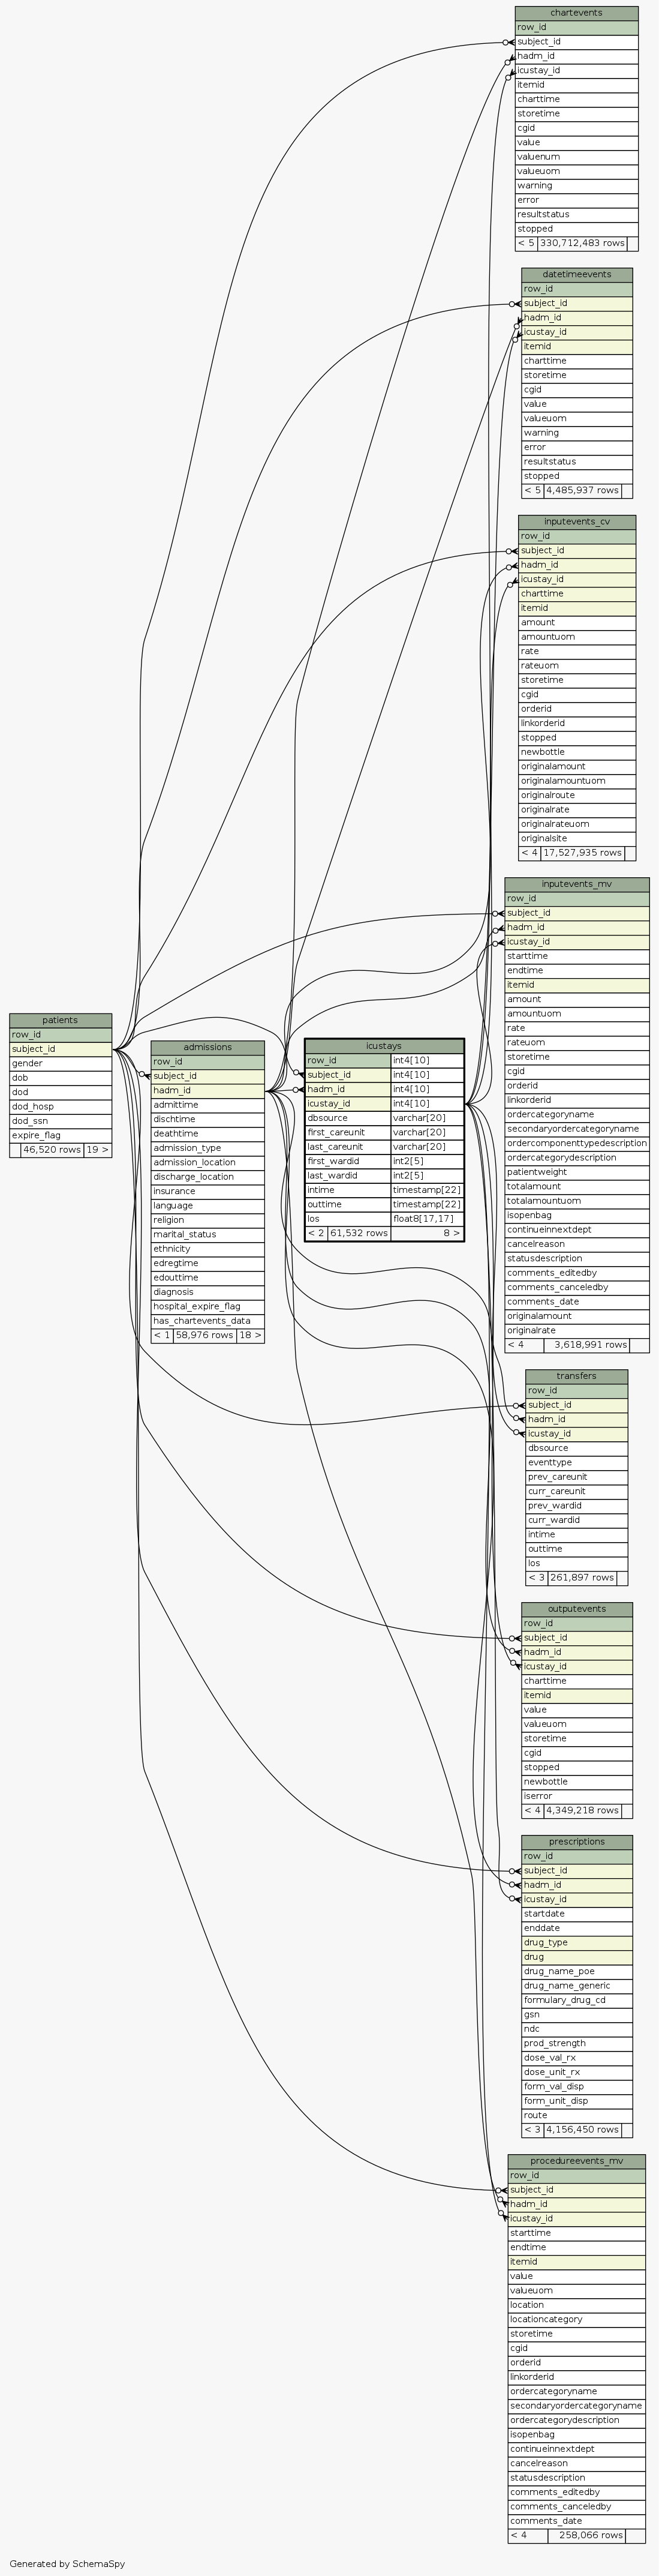 chartevents
row_id
subject_id
hadm_id
icustay_id
itemid
charttime
storetime
cgid
value
valuenum
valueuom
warning
error
resultstatus
stopped
< 5 330,712,483 rows
datetimeevents
row_id
subject_id
hadm_id
icustay_id
itemid
charttime
storetime
cgid
value
valueuom
warning
error
resultstatus
stopped
< 5 4,485,937 rows
inputevents_cv
row_id
subject_id
hadm_id
icustay_id
charttime
itemid
amount
amountuom
rate
rateuom
storetime
cgid
orderid
linkorderid
stopped
newbottle
originalamount
originalamountuom
originalroute
originalrate
originalrateuom
originalsite
< 4 17,527,935 rows
inputevents_mv
row_id
subject_id
hadm_id
icustay_id
starttime
endtime
itemid
amount
amountuom
rate
rateuom
storetime
cgid
orderid
linkorderid
ordercategoryname
secondaryordercategoryname
ordercomponenttypedescription
ordercategorydescription
patientweight
totalamount
totalamountuom
isopenbag
continueinnextdept
cancelreason
statusdescription
comments_editedby
comments_canceledby
comments_date
originalamount
originalrate
< 4 3,618,991 rows
patients
row_id
subject_id
gender
dob
dod
dod_hosp
dod_ssn
expire_flag
46,520 rows 19 >
admissions
row_id
subject_id
hadm_id
admittime
dischtime
deathtime
admission_type
admission_location
discharge_location
insurance
language
religion
marital_status
ethnicity
edregtime
edouttime
diagnosis
hospital_expire_flag
has_chartevents_data
< 1 58,976 rows 18 >
icustays
row_id int4[10]
subject_id int4[10]
hadm_id int4[10]
icustay_id int4[10]
dbsource varchar[20]
first_careunit varchar[20]
last_careunit varchar[20]
first_wardid int2[5]
last_wardid int2[5]
intime timestamp[22]
outtime timestamp[22]
los float8[17,17]
< 2 61,532 rows 8 >
transfers
row_id
subject_id
hadm_id
icustay_id
dbsource
eventtype
prev_careunit
curr_careunit
prev_wardid
curr_wardid
intime
outtime
los
< 3 261,897 rows
outputevents
row_id
subject_id
hadm_id
icustay_id
charttime
itemid
value
valueuom
storetime
cgid
stopped
newbottle
iserror
< 4 4,349,218 rows
prescriptions
row_id
subject_id
hadm_id
icustay_id
startdate
enddate
drug_type
drug
drug_name_poe
drug_name_generic
formulary_drug_cd
gsn
ndc
prod_strength
dose_val_rx
dose_unit_rx
form_val_disp
form_unit_disp
route
< 3 4,156,450 rows
procedureevents_mv
row_id
subject_id
hadm_id
icustay_id
starttime
endtime
itemid
value
valueuom
location
locationcategory
storetime
cgid
orderid
linkorderid
ordercategoryname
secondaryordercategoryname
ordercategorydescription
isopenbag
continueinnextdept
cancelreason
statusdescription
comments_editedby
comments_canceledby
comments_date
< 4 258,066 rows
Generated by SchemaSpy